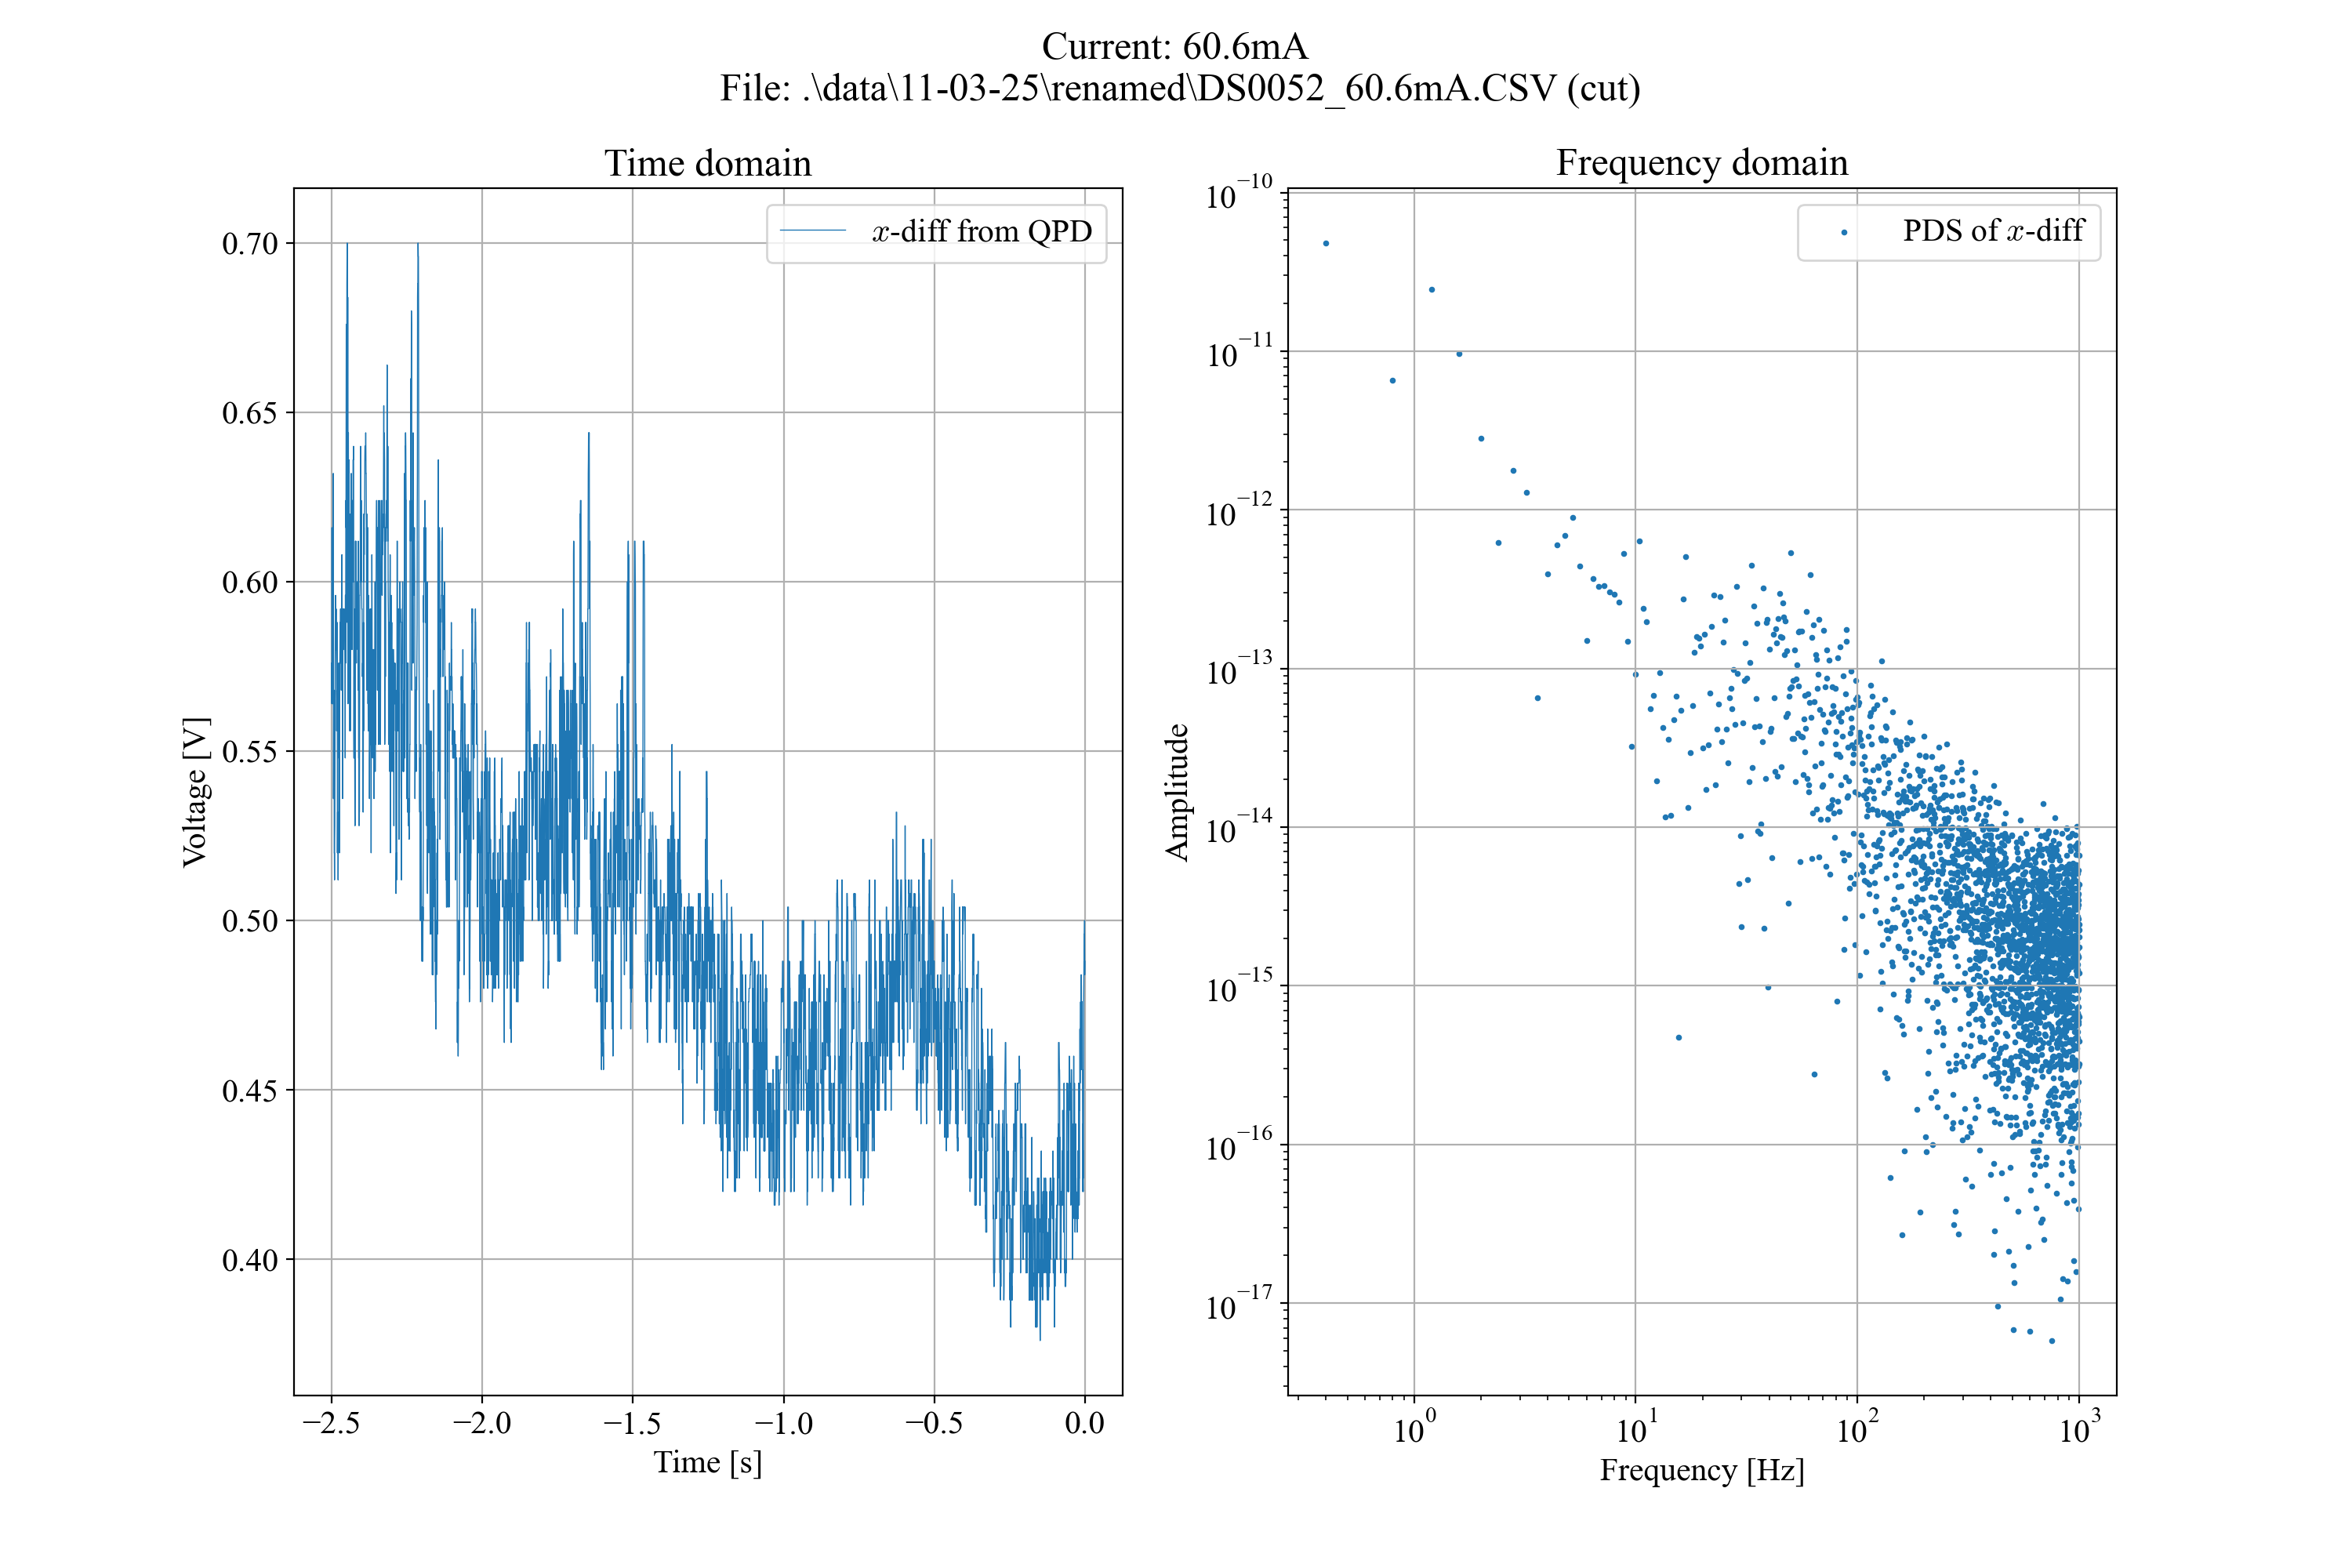 Current: 60.6mA
File: .\data\11-03-25\renamed\DS0052_60.6mA.CSV (cut)
Time domain
x-diff from QPD
0.70
0.65
0.60
0.55
0.50
0.45
0.40
Voltage [V]
−2.5 −2.0 −1.5 −1.0 −0.5 0.0
Time [s]
Frequency domain
PDS of x-diff
10⁻¹⁰
10⁻¹¹
10⁻¹²
10⁻¹³
10⁻¹⁴
10⁻¹⁵
10⁻¹⁶
10⁻¹⁷
Amplitude
10⁰ 10¹ 10² 10³
Frequency [Hz]